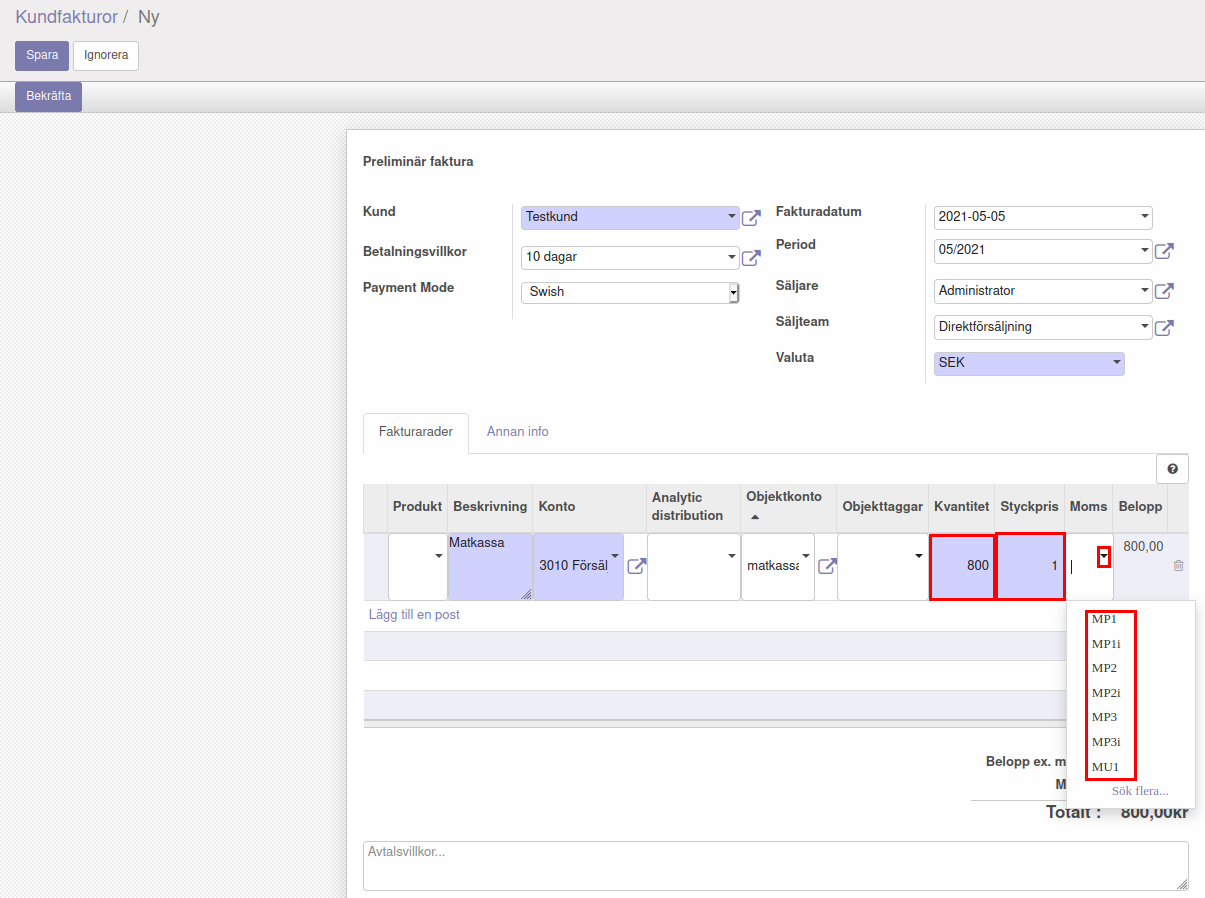 Kundfakturor / Ny
Spara Ignorera
Bekräfta
Preliminär faktura
Kund Testkund
Betalningsvillkor 10 dagar
Payment Mode Swish
Fakturadatum 2021-05-05
Period 05/2021
Säljare Administrator
Säljteam Direktförsäljning
Valuta SEK
Fakturarader Annan info
?
Produkt Beskrivning Konto Analytic distribution Objektkonto Objekttaggar Kvantitet Styckpris Moms Belopp
Matkassa 3010 Försäl matkassa 800 1 800,00
Lägg till en post
MP1
MP1i
MP2
MP2i
MP3
MP3i
MU1
Sök flera...
Belopp ex. m
M
Totalt : 800,00kr
Avtalsvillkor...